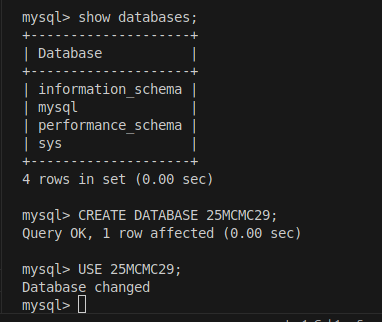 mysql> show databases;
+--------------------+
| Database           |
+--------------------+
| information_schema |
| mysql              |
| performance_schema |
| sys                |
+--------------------+
4 rows in set (0.00 sec)
mysql> CREATE DATABASE 25MCMC29;
Query OK, 1 row affected (0.00 sec)
mysql> USE 25MCMC29;
Database changed
mysql>